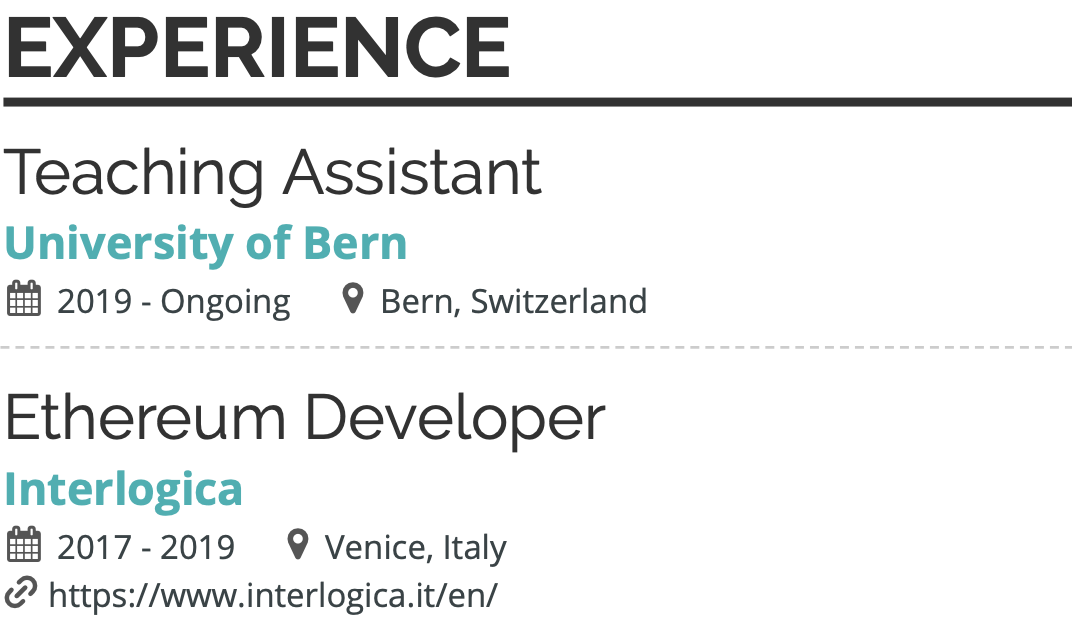 EXPERIENCE
Teaching Assistant
University of Bern
2019 - Ongoing Bern, Switzerland
Ethereum Developer
Interlogica
2017 - 2019 Venice, Italy
https://www.interlogica.it/en/